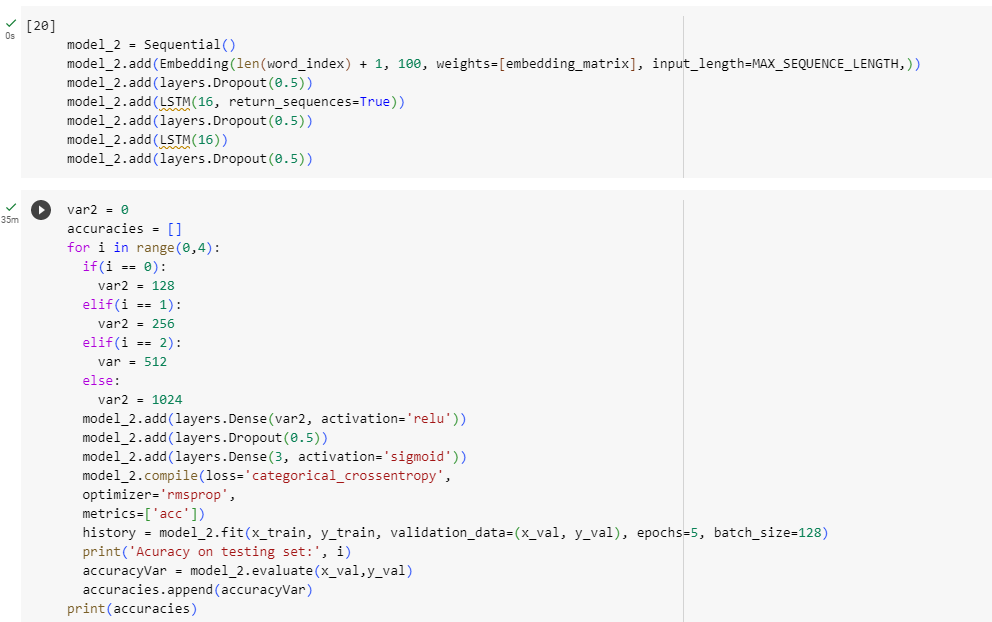 [20]
0s
model_2 = Sequential()
model_2.add(Embedding(len(word_index) + 1, 100, weights=[embedding_matrix], input_length=MAX_SEQUENCE_LENGTH,))
model_2.add(layers.Dropout(0.5))
model_2.add(LSTM(16, return_sequences=True))
model_2.add(layers.Dropout(0.5))
model_2.add(LSTM(16))
model_2.add(layers.Dropout(0.5))
35m
var2 = 0
accuracies = []
for i in range(0,4):
  if(i == 0):
    var2 = 128
  elif(i == 1):
    var2 = 256
  elif(i == 2):
    var = 512
  else:
    var2 = 1024
  model_2.add(layers.Dense(var2, activation='relu'))
  model_2.add(layers.Dropout(0.5))
  model_2.add(layers.Dense(3, activation='sigmoid'))
  model_2.compile(loss='categorical_crossentropy',
  optimizer='rmsprop',
  metrics=['acc'])
  history = model_2.fit(x_train, y_train, validation_data=(x_val, y_val), epochs=5, batch_size=128)
  print('Acuracy on testing set:', i)
  accuracyVar = model_2.evaluate(x_val,y_val)
  accuracies.append(accuracyVar)
print(accuracies)